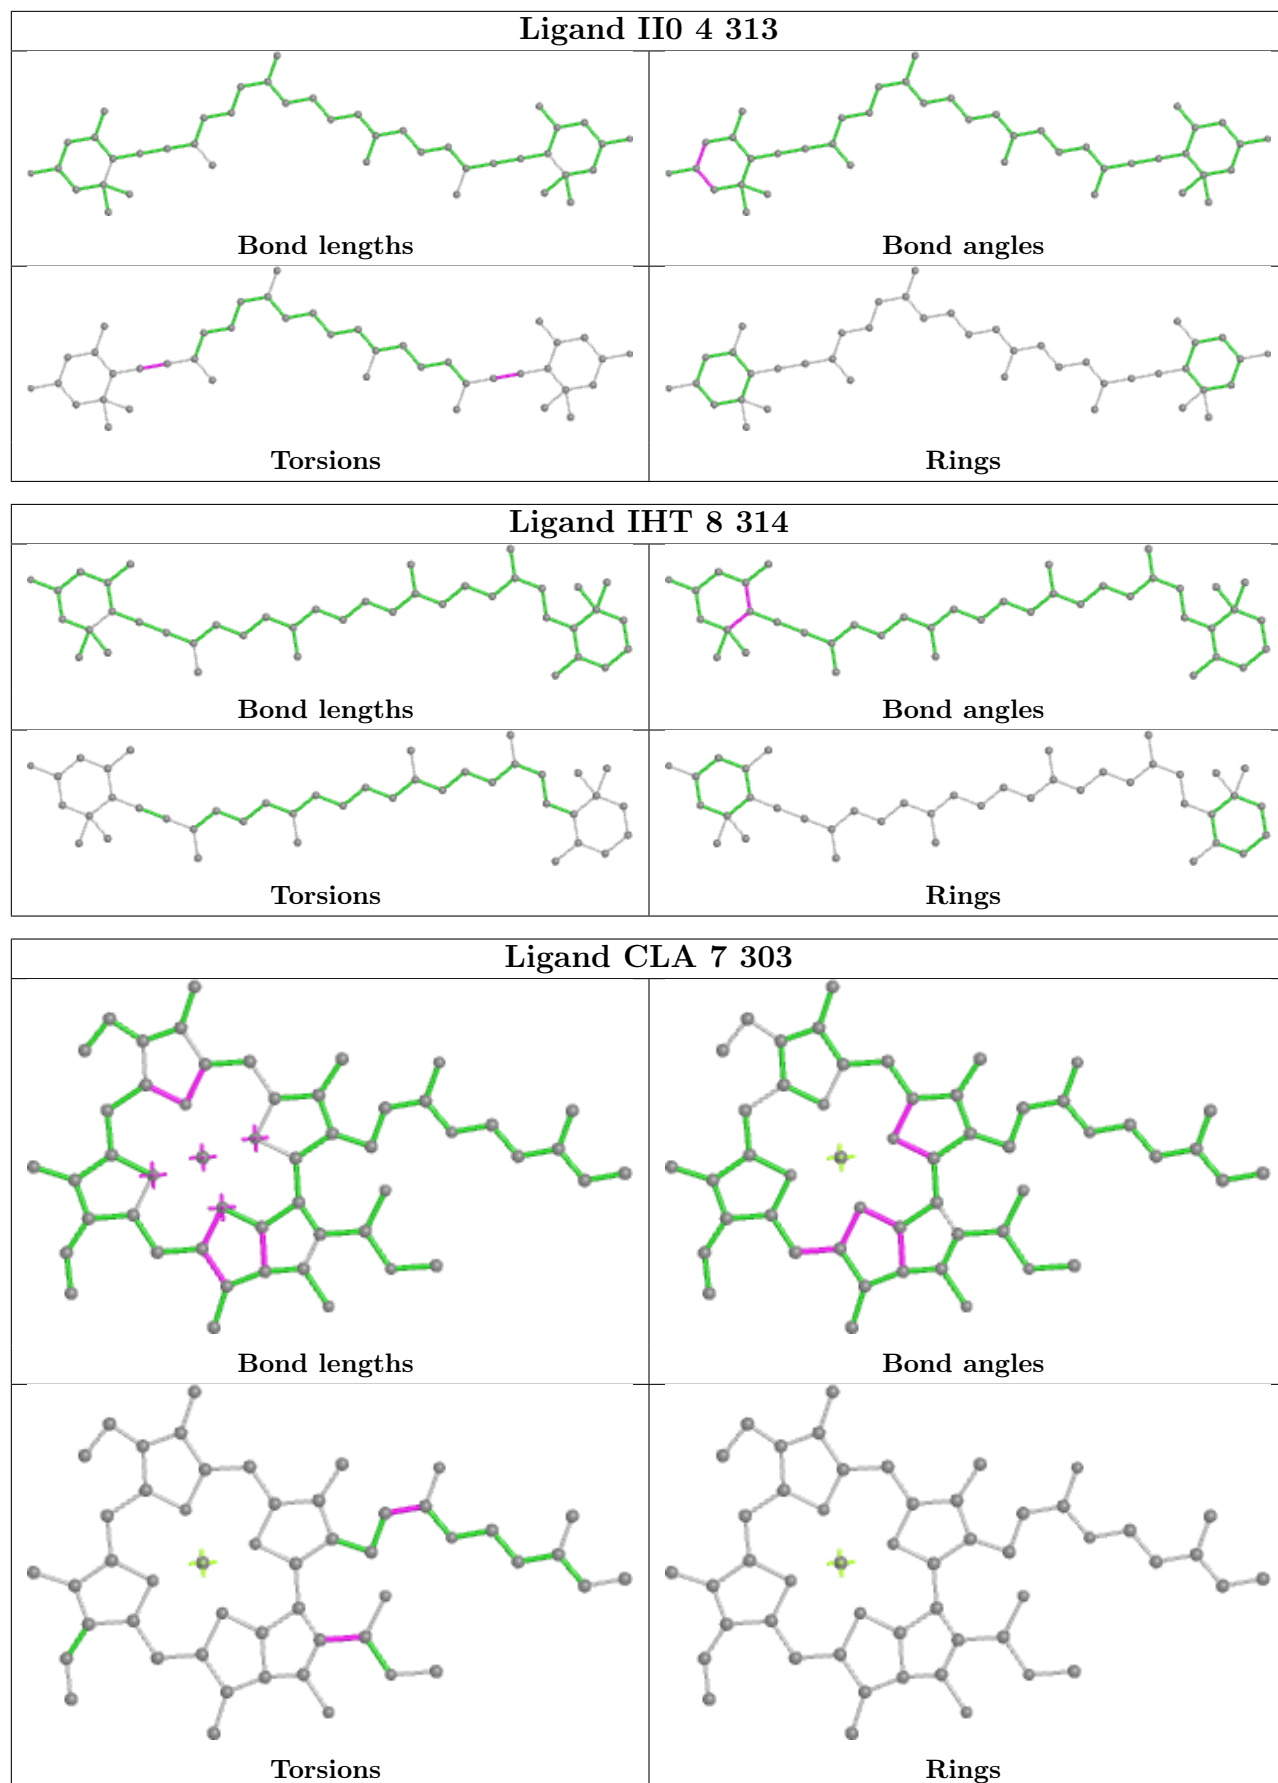 Ligand II0 4 313
Bond lengths
Bond angles
Torsions
Rings
Ligand IHT 8 314
Bond lengths
Bond angles
Torsions
Rings
Ligand CLA 7 303
Bond lengths
Bond angles
Torsions
Rings